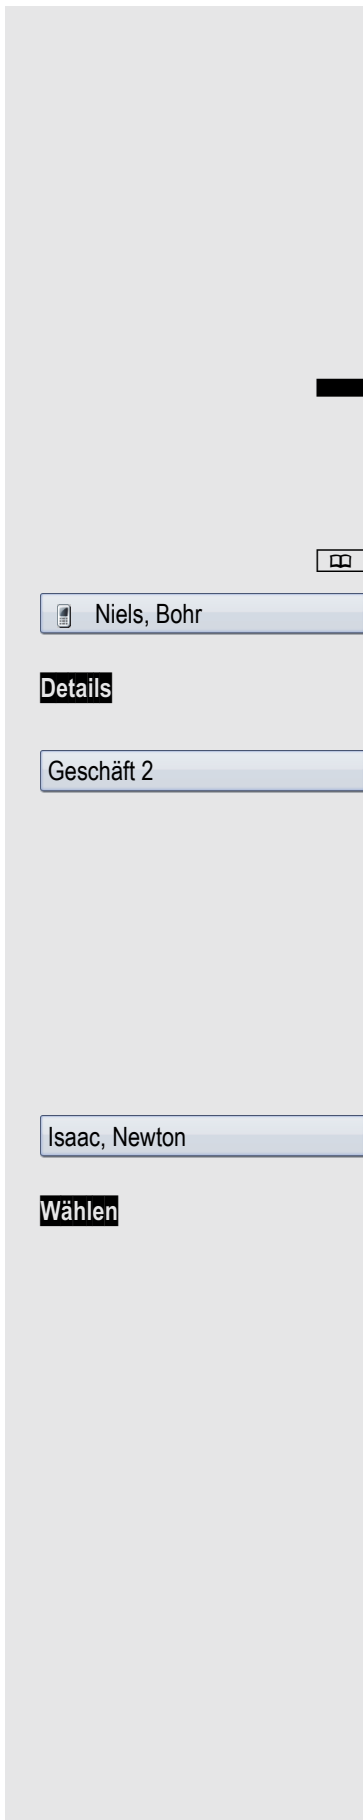 Niels, Bohr
Details
Geschäft 2
Isaac, Newton
Wählen